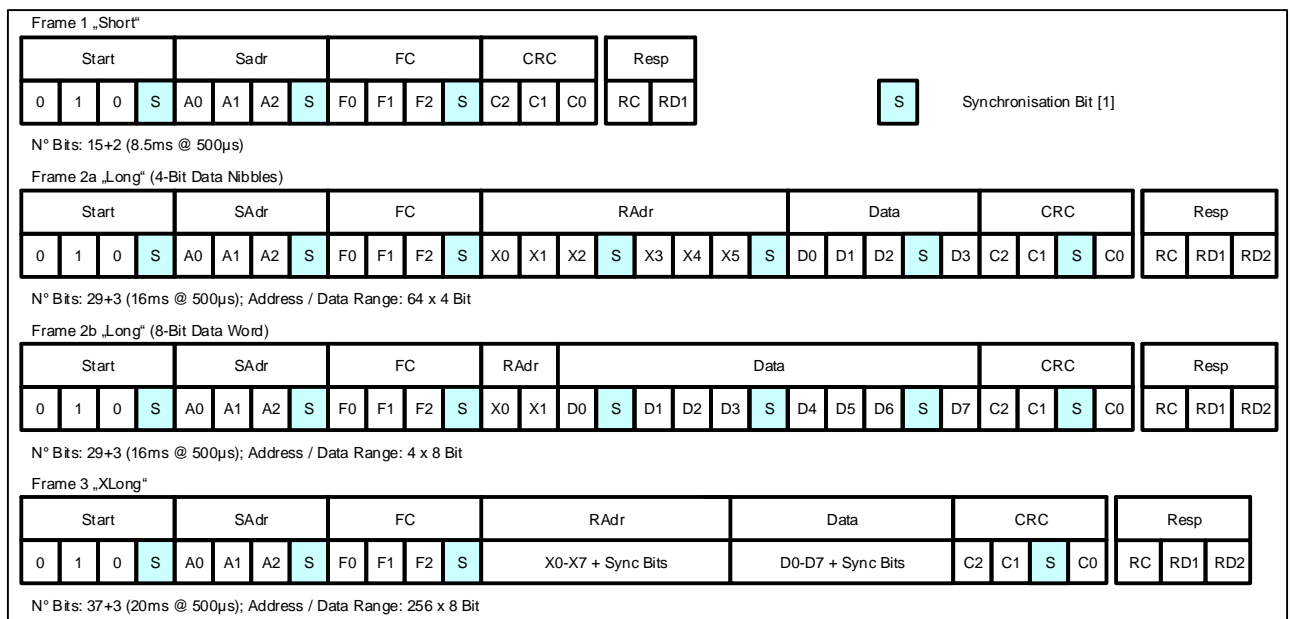 Frame 1 „Short“
Start Sadr FC CRC Resp
0 1 0 S A0 A1 A2 S F0 F1 F2 S C2 C1 C0 RC RD1 S Synchronisation Bit [1]
N° Bits: 15+2 (8.5ms @ 500µs)
Frame 2a „Long“ (4-Bit Data Nibbles)
Start SAdr FC RAdr Data CRC Resp
0 1 0 S A0 A1 A2 S F0 F1 F2 S X0 X1 X2 S X3 X4 X5 S D0 D1 D2 S D3 C2 C1 S C0 RC RD1 RD2
N° Bits: 29+3 (16ms @ 500µs); Address / Data Range: 64 x 4 Bit
Frame 2b „Long“ (8-Bit Data Word)
Start SAdr FC RAdr Data CRC Resp
0 1 0 S A0 A1 A2 S F0 F1 F2 S X0 X1 D0 S D1 D2 D3 S D4 D5 D6 S D7 C2 C1 S C0 RC RD1 RD2
N° Bits: 29+3 (16ms @ 500µs); Address / Data Range: 4 x 8 Bit
Frame 3 „XLong“
Start SAdr FC RAdr Data CRC Resp
0 1 0 S A0 A1 A2 S F0 F1 F2 S X0-X7 + Sync Bits D0-D7 + Sync Bits C2 C1 S C0 RC RD1 RD2
N° Bits: 37+3 (20ms @ 500µs); Address / Data Range: 256 x 8 Bit